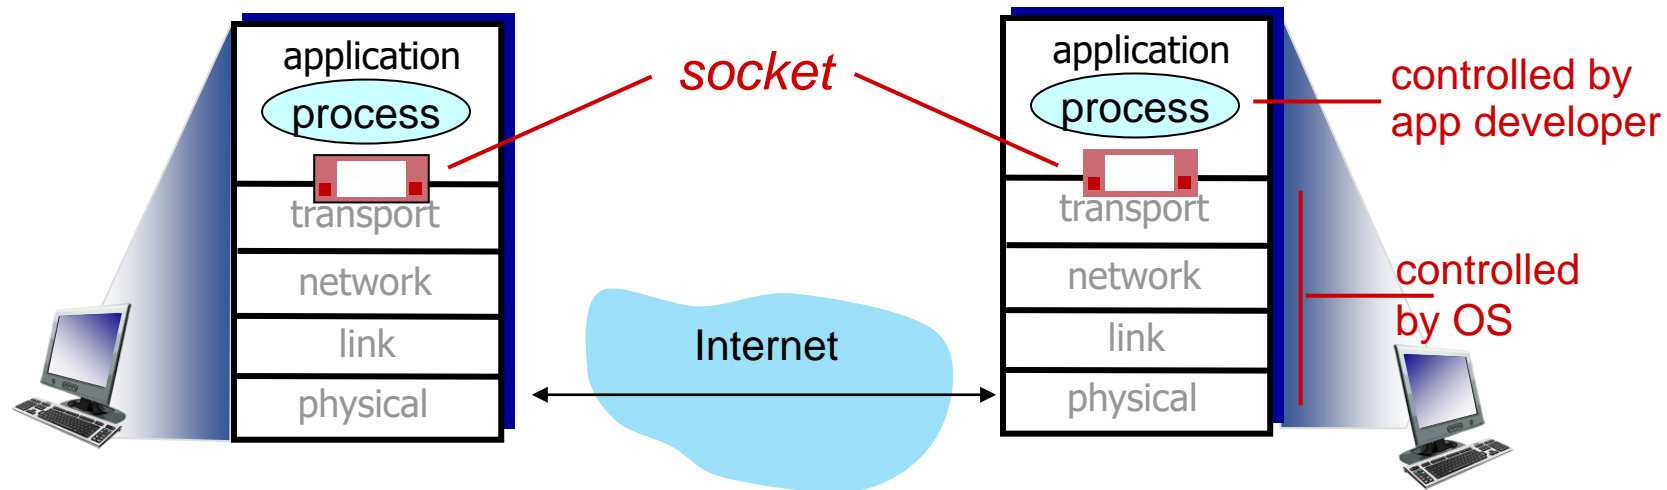 application
process
transport
network
link
physical
socket
Internet
application
process
transport
network
link
physical
controlled by
app developer
controlled
by OS